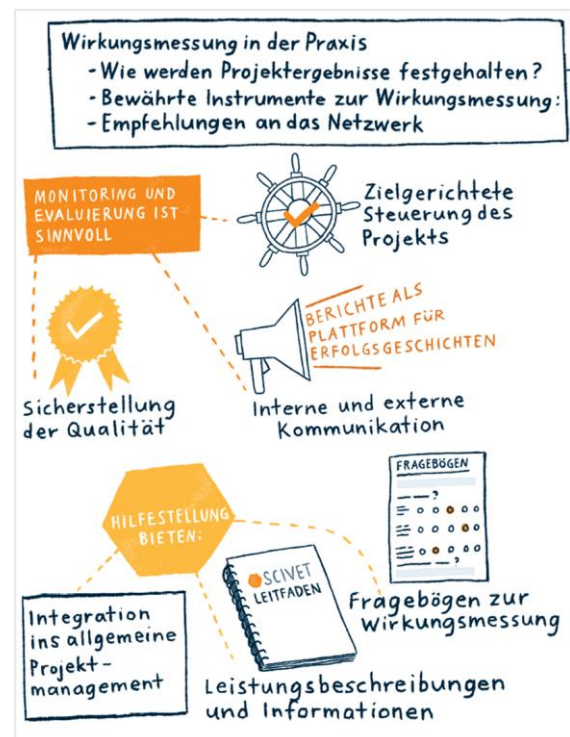 Wirkungsmessung in der Praxis
- Wie werden Projektergebnisse festgehalten?
- Bewährte Instrumente zur Wirkungsmessung:
- Empfehlungen an das Netzwerk
MONITORING UND
EVALUIERUNG IST
SINNVOLL
Zielgerichtete
Steuerung des
Projekts
BERICHTE ALS
PLATTFORM FÜR
ERFOLGSGESCHICHTEN
Sicherstellung
der Qualität
Interne und externe
Kommunikation
HILFESTELLUNG
BIETEN:
FRAGEBÖGEN
?
?
SCIVET
LEITFADEN
Fragebögen zur
Wirkungsmessung
Integration
ins allgemeine
Projekt-
management
Leistungsbeschreibungen
und Informationen